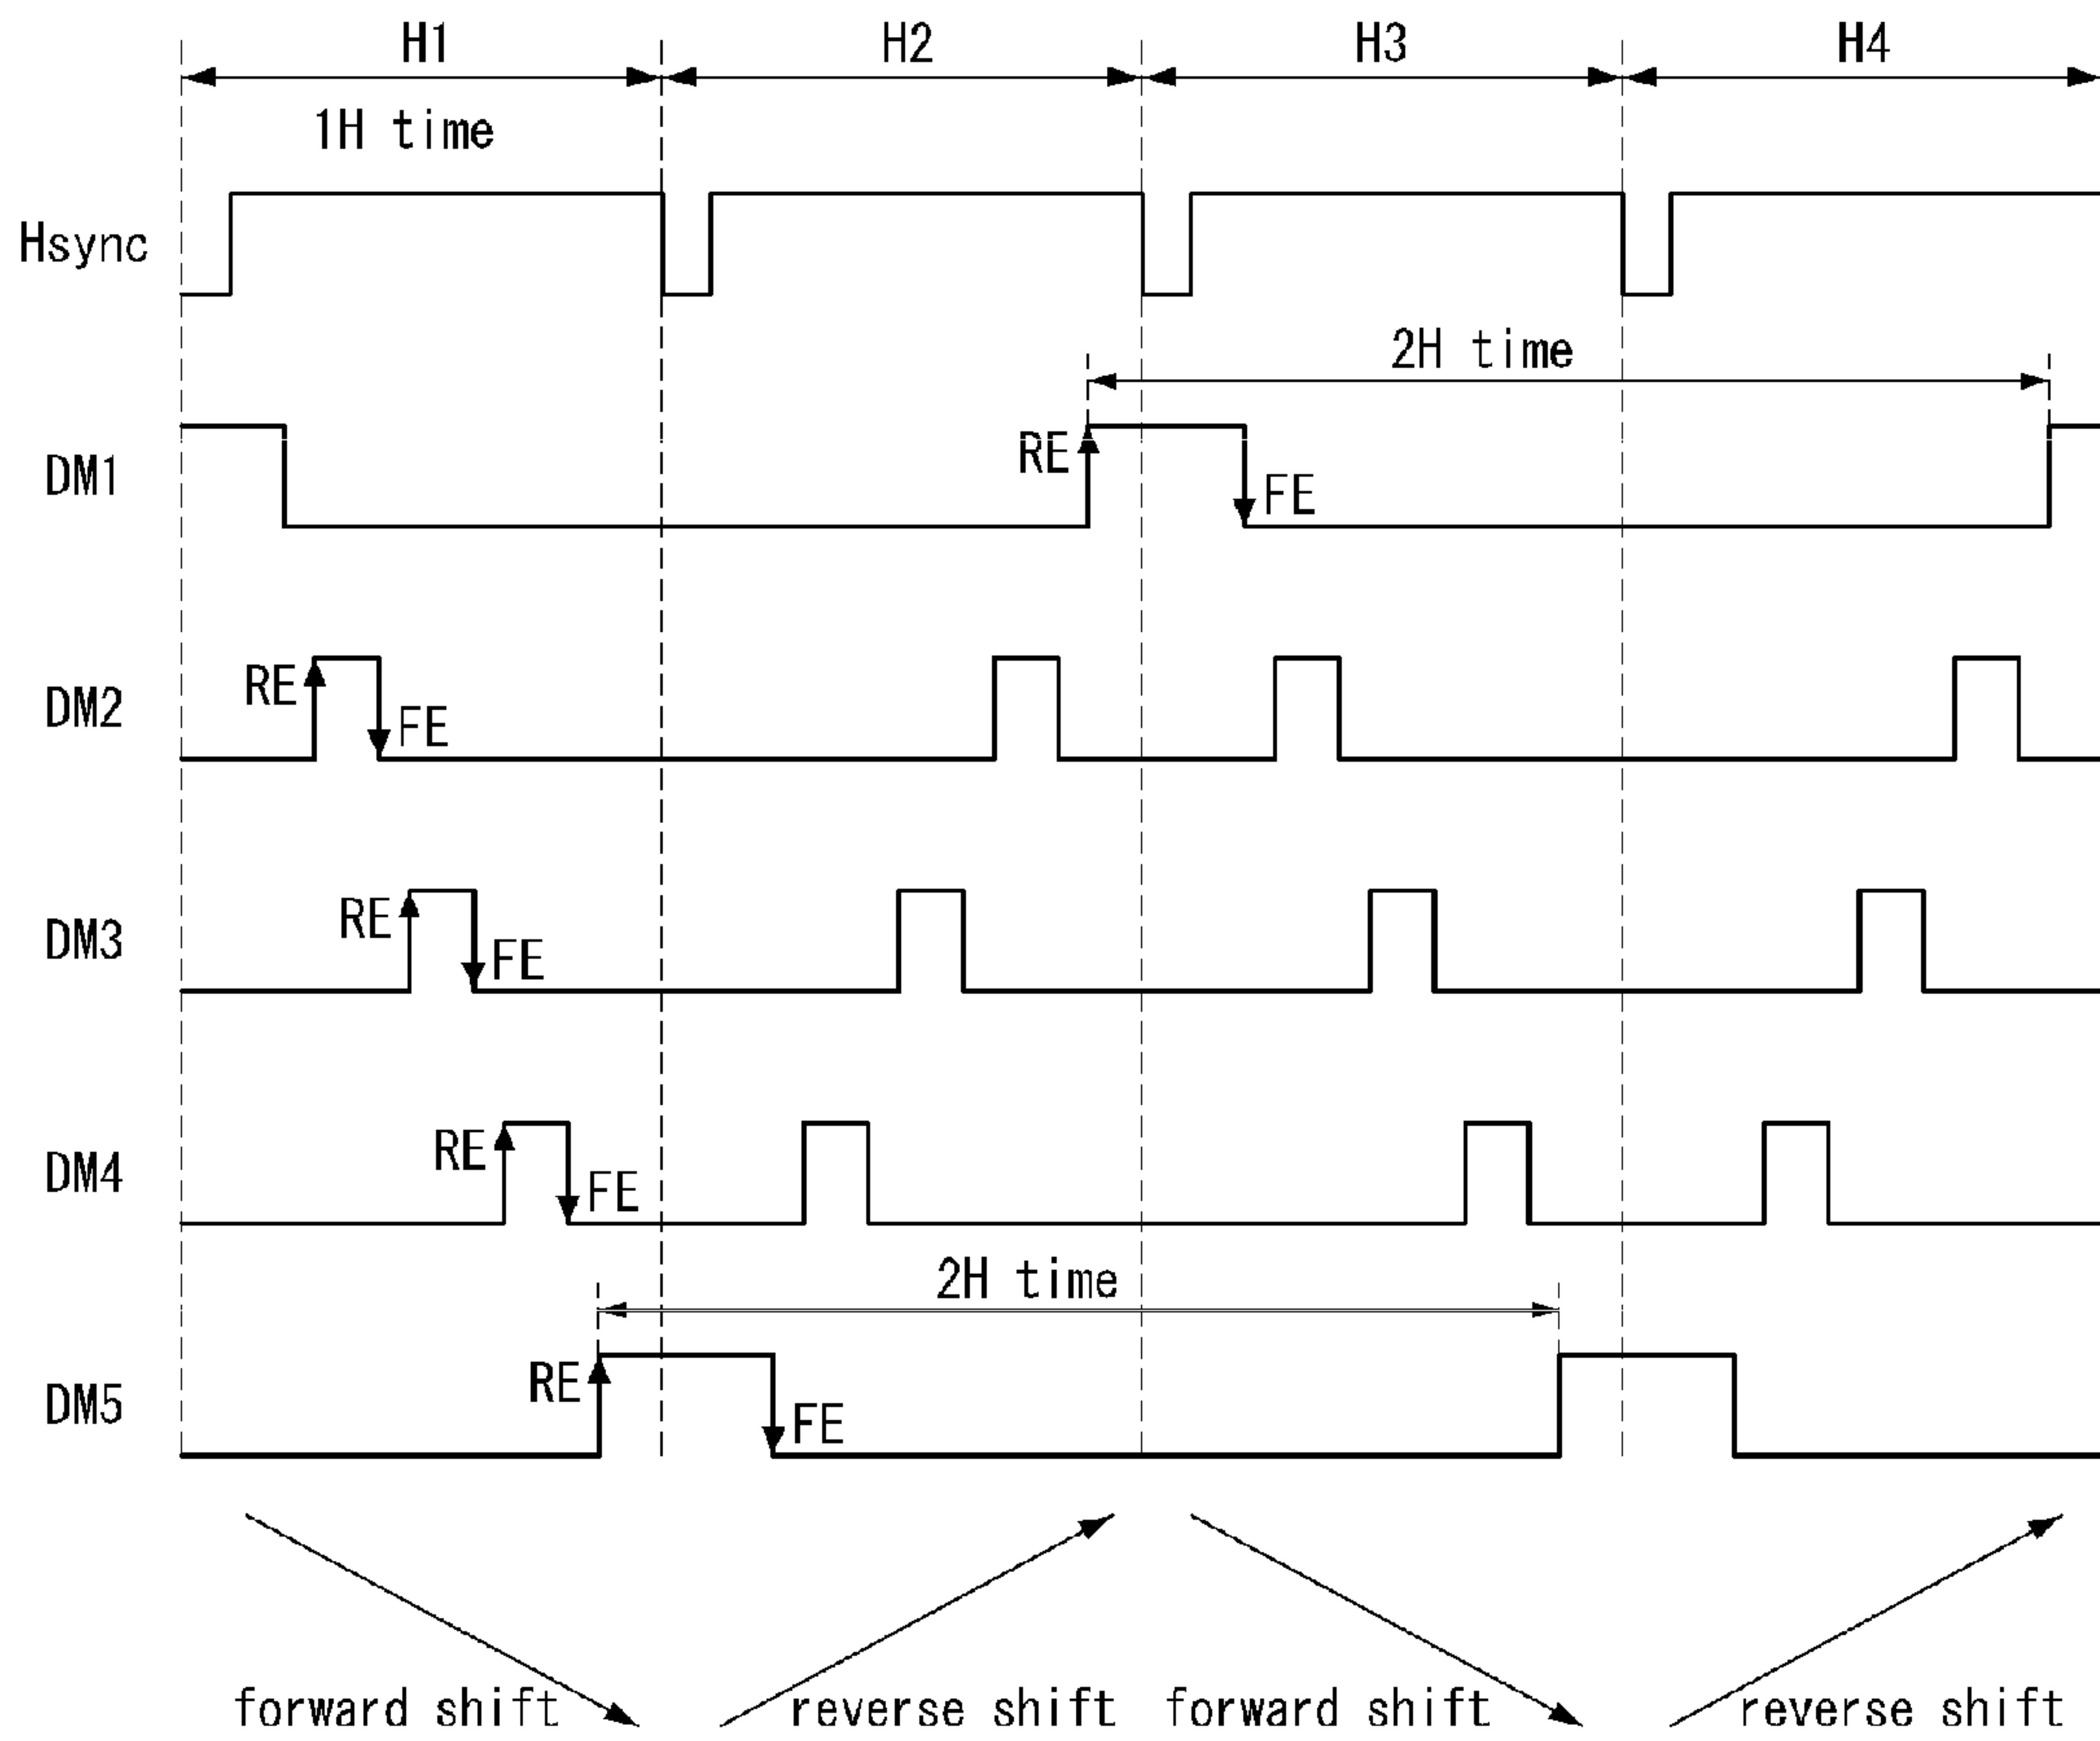 H1 H2 H3 H4
1H time
Hsync
2H time
DM1 RE FE
DM2 RE FE
DM3 RE FE
DM4 RE FE
2H time
DM5 RE FE
forward shift reverse shift forward shift reverse shift